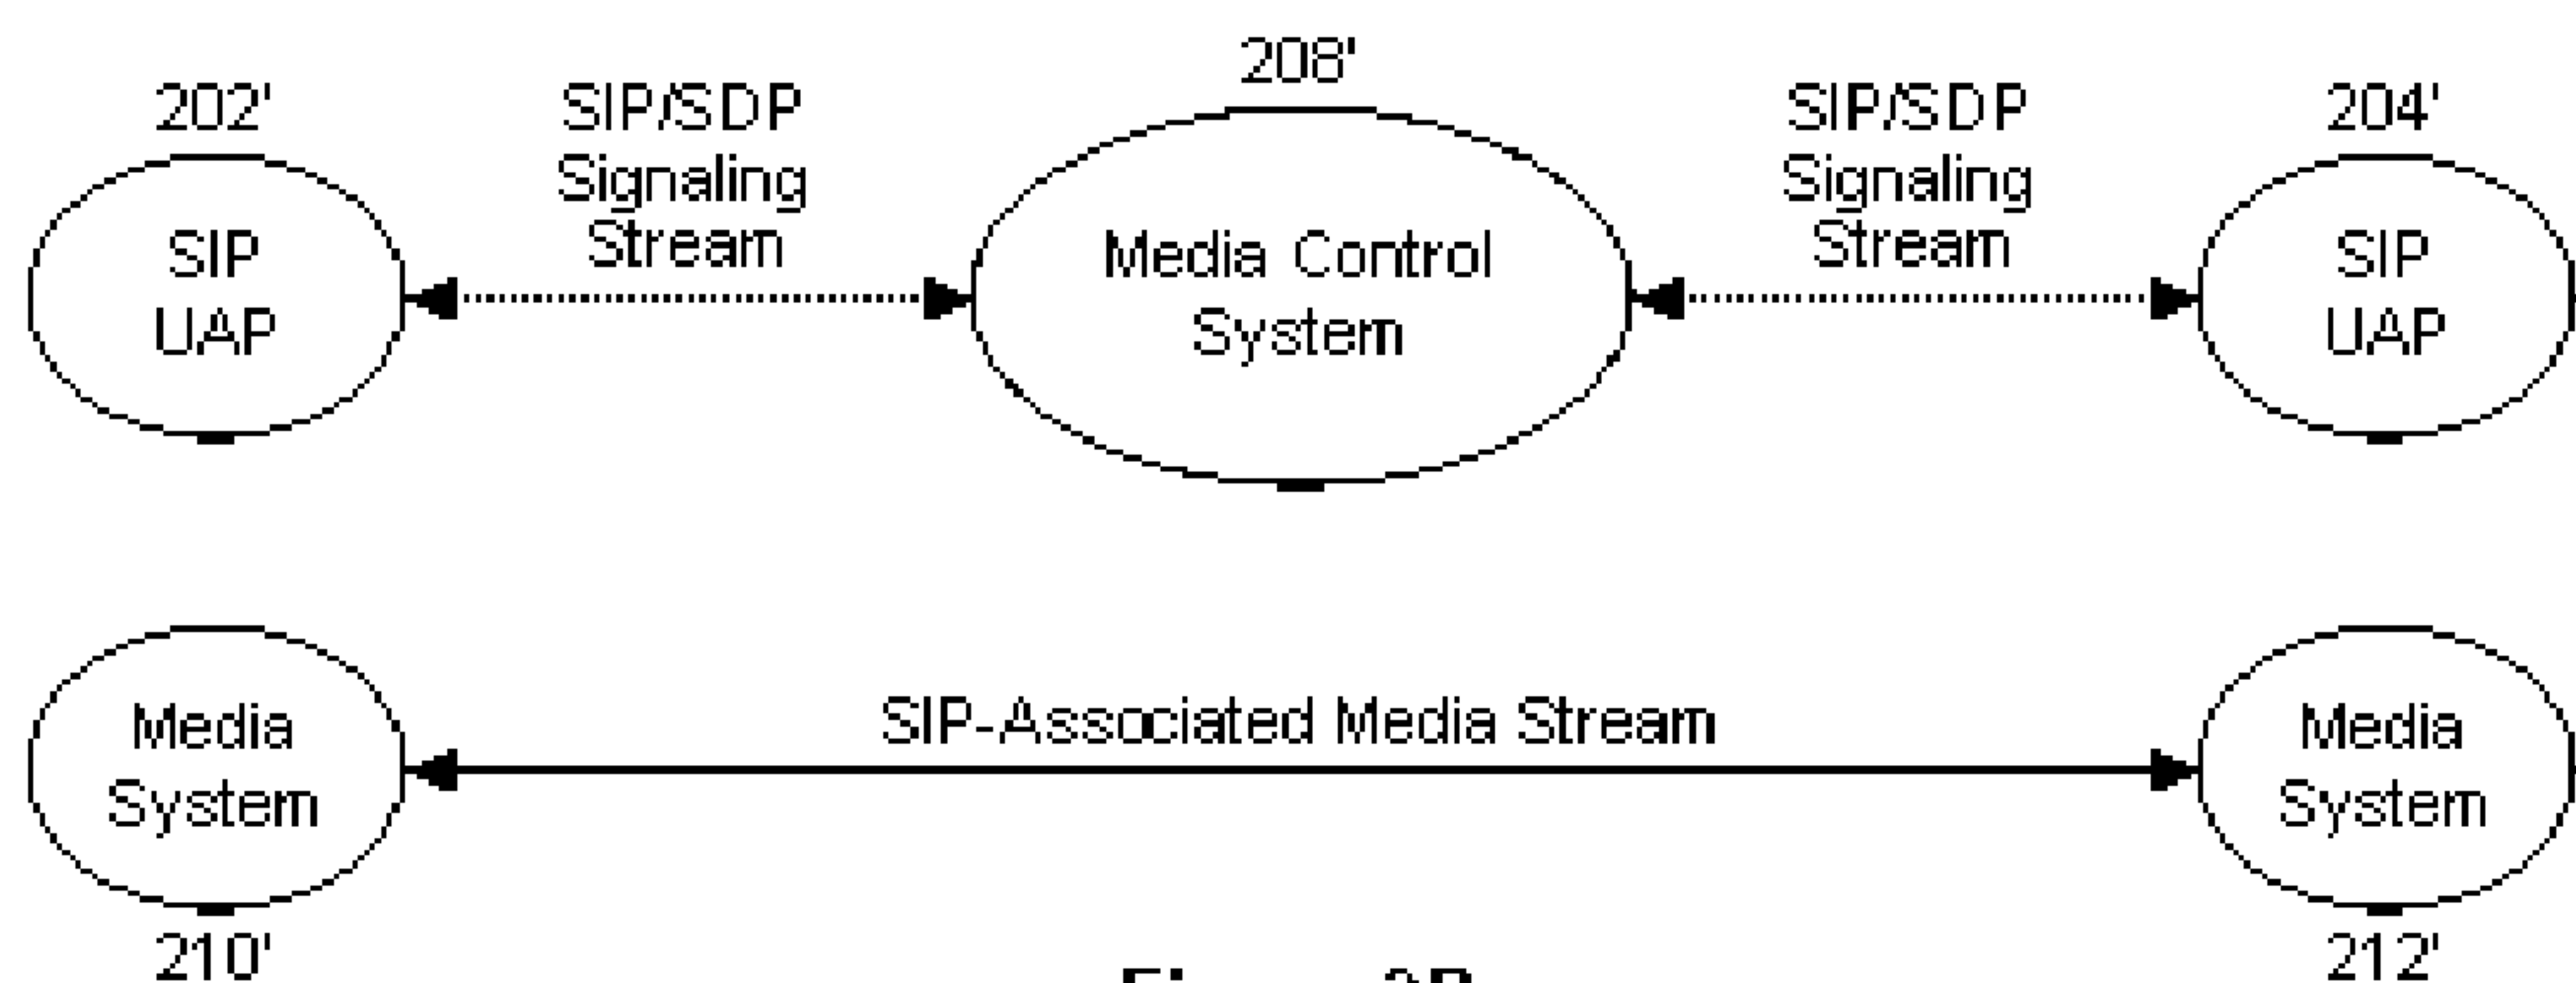 202'
SIP/SDP
Signaling
Stream
208'
SIP/SDP
Signaling
Stream
204'
SIP
UAP
Media Control
System
SIP
UAP
Media
System
SIP-Associated Media Stream
Media
System
210'
212'